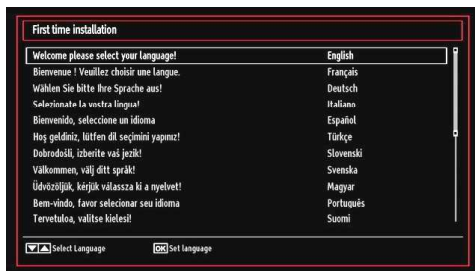 First time installation
Welcome please select your language! English
Bienvenue ! Veuillez choisir une langue. Français
Wählen Sie bitte Ihre Sprache aus! Deutsch
Selezionate la vostra lingua! Italiano
Bienvenido, seleccione un idioma Español
Hoş geldiniz, lütfen dil seçimini yapınız! Türkçe
Dobrodošli, izberite vaš jezik! Slovenski
Välkommen, välj ditt språk! Svenska
Üdvözöljük, kérjük válassza ki a nyelvet! Magyar
Bem-vindo, favor selecionar seu idioma Português
Tervetuloa, valitse kielesi! Suomi
Select Language OK Set language